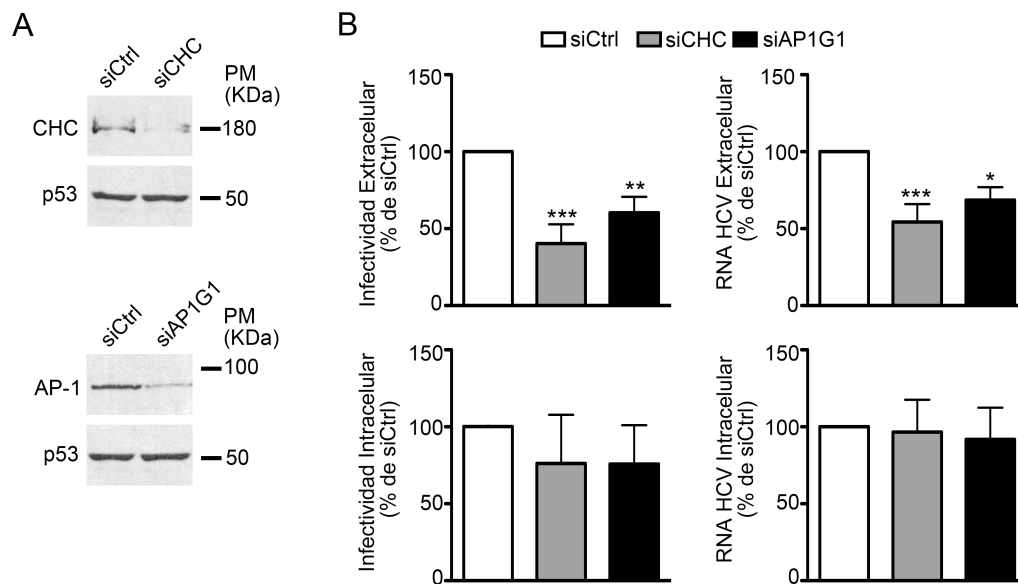 A
siCtrl
siCHC
PM
(KDa)
CHC
180
p53
50
siCtrl
siAP1G1
PM
(KDa)
100
AP-1
p53
50
B
siCtrl siCHC siAP1G1
Infectividad Extracelular
(% de siCtrl)
150
100
50
0
***
**
RNA HCV Extracelular
(% de siCtrl)
150
100
50
0
***
*
Infectividad Intracelular
(% de siCtrl)
150
100
50
0
RNA HCV Intracelular
(% de siCtrl)
150
100
50
0